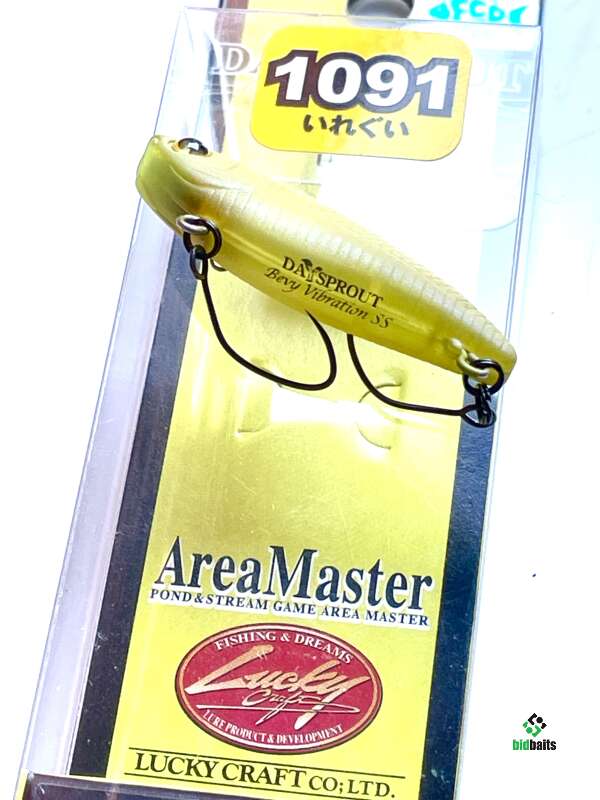 1091
いれぐい
DAYSPROUT
Bevy Vibration SS
AreaMaster
POND & STREAM GAME AREA MASTER
FISHING & DREAMS
Lucky
Craft
LURE PRODUCT & DEVELOPMENT
LUCKY CRAFT CO;LTD.
bidbaits